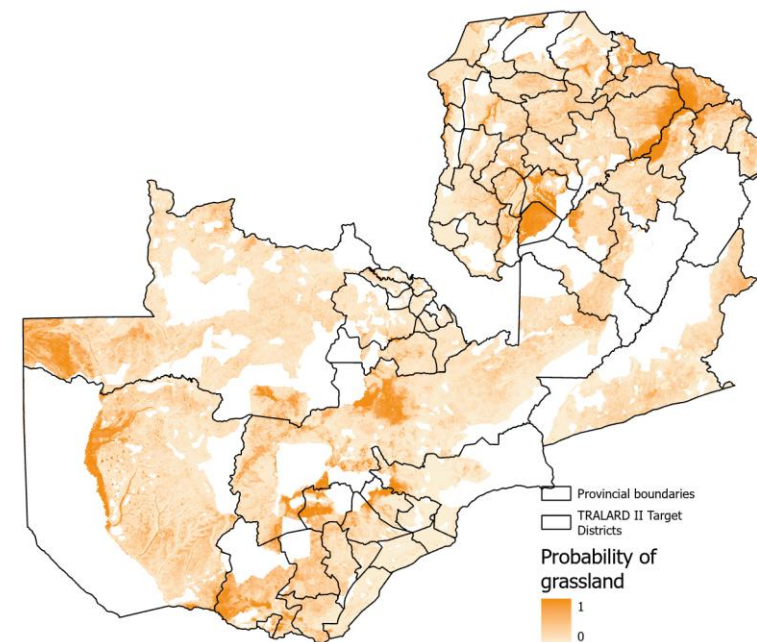 Provincial boundaries
TRALARD II Target
Districts
Probability of
grassland
1
0